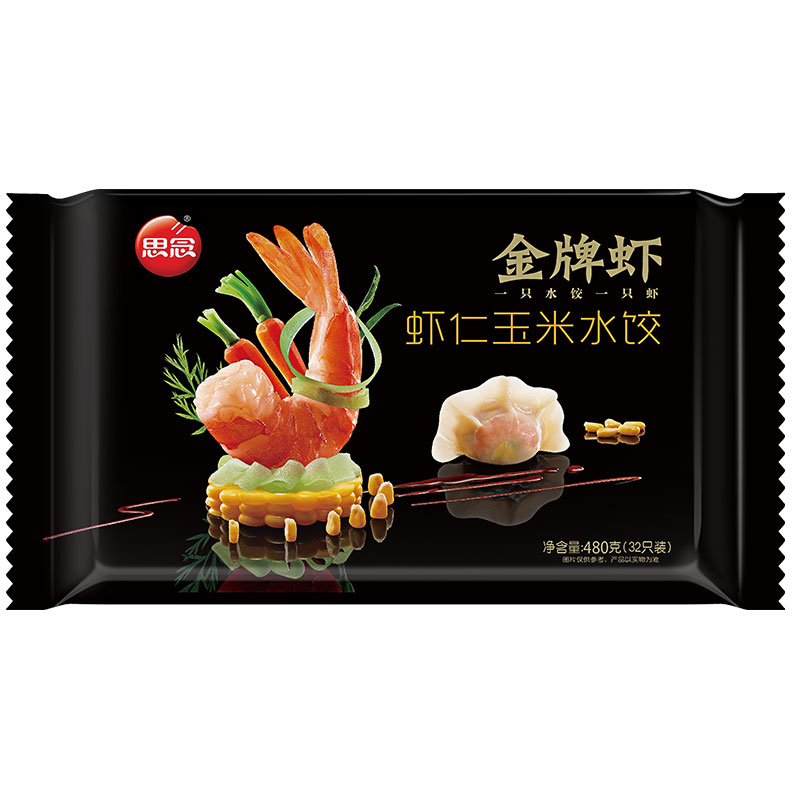 思念®
金牌虾
一只水饺一只虾
虾仁玉米水饺
净含量:480克(32只装)
图片仅供参考，产品以实物为准